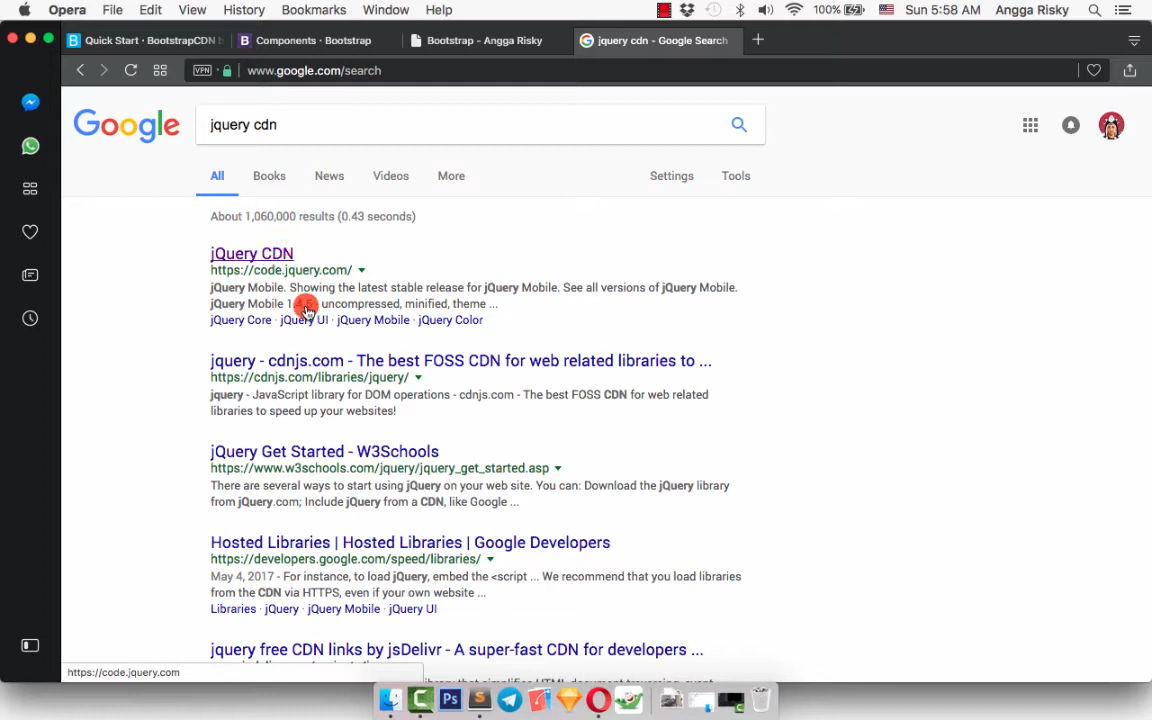 Opera File Edit View History Bookmarks Window Help 100% Sun 5:58 AM Angga Risky
Quick Start · BootstrapCDN Components · Bootstrap Bootstrap – Angga Risky jquery cdn - Google Search
VPN www.google.com/search
Google jquery cdn
All Books News Videos More Settings Tools
About 1,060,000 results (0.43 seconds)
jQuery CDN
https://code.jquery.com/
jQuery Mobile. Showing the latest stable release for jQuery Mobile. See all versions of jQuery Mobile.
jQuery Mobile uncompressed, minified, theme ...
jQuery Core · jQuery UI · jQuery Mobile · jQuery Color
jquery - cdnjs.com - The best FOSS CDN for web related libraries to ...
https://cdnjs.com/libraries/jquery/
jquery - JavaScript library for DOM operations - cdnjs.com - The best FOSS CDN for web related
libraries to speed up your websites!
jQuery Get Started - W3Schools
https://www.w3schools.com/jquery/jquery_get_started.asp
There are several ways to start using jQuery on your web site. You can: Download the jQuery library
from jQuery.com; Include jQuery from a CDN, like Google ...
Hosted Libraries | Hosted Libraries | Google Developers
https://developers.google.com/speed/libraries/
May 4, 2017 - For instance, to load jQuery, embed the <script ... We recommend that you load libraries
from the CDN via HTTPS, even if your own website ...
Libraries · jQuery · jQuery Mobile · jQuery UI
jquery free CDN links by jsDelivr - A super-fast CDN for developers ...
https://code.jquery.com
Ps